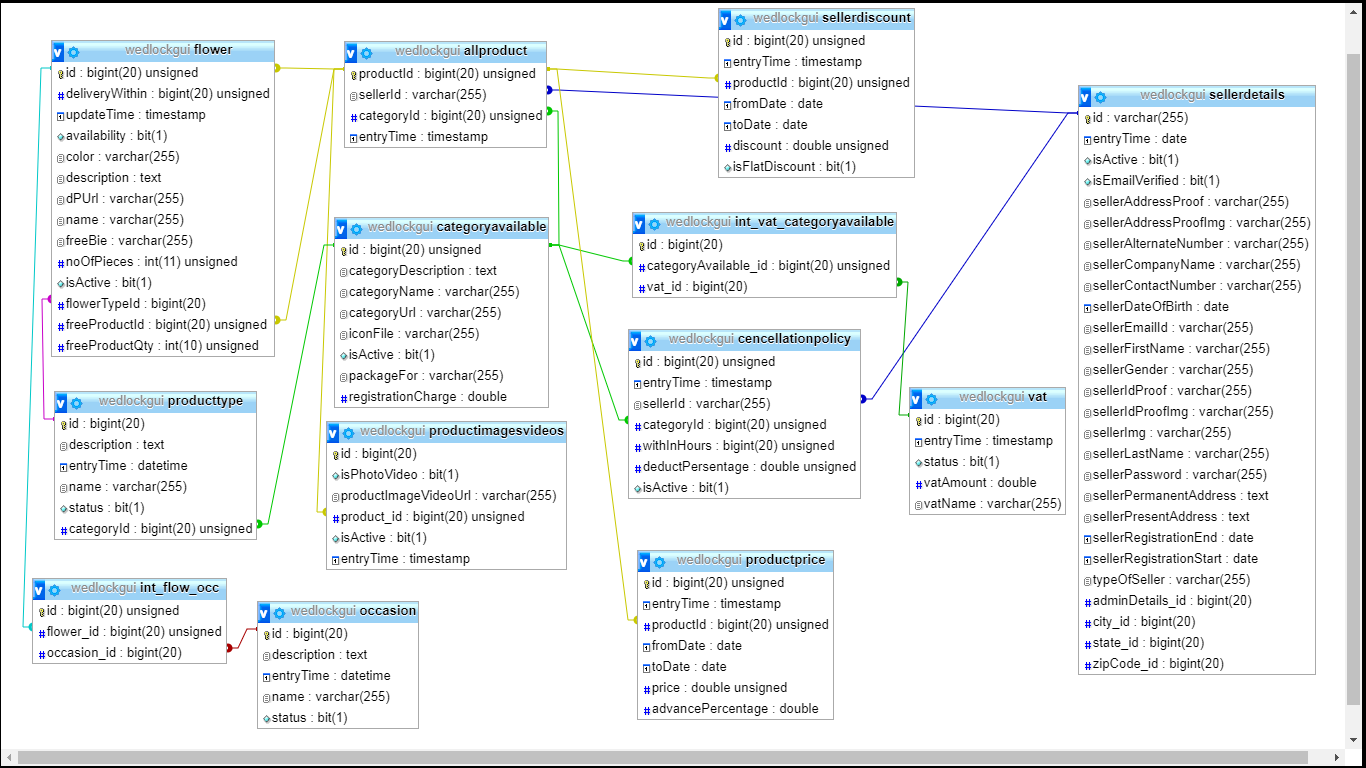 wedlockgui flower
id : bigint(20) unsigned
deliveryWithin : bigint(20) unsigned
updateTime : timestamp
availability : bit(1)
color : varchar(255)
description : text
dPUrl : varchar(255)
name : varchar(255)
freeBie : varchar(255)
noOfPieces : int(11) unsigned
isActive : bit(1)
flowerTypeId : bigint(20)
freeProductId : bigint(20) unsigned
freeProductQty : int(10) unsigned
wedlockgui producttype
id : bigint(20)
description : text
entryTime : datetime
name : varchar(255)
status : bit(1)
categoryId : bigint(20) unsigned
wedlockgui int_flow_occ
id : bigint(20) unsigned
flower_id : bigint(20) unsigned
occasion_id : bigint(20)
wedlockgui occasion
id : bigint(20)
description : text
entryTime : datetime
name : varchar(255)
status : bit(1)
wedlockgui allproduct
productId : bigint(20) unsigned
sellerId : varchar(255)
categoryId : bigint(20) unsigned
entryTime : timestamp
wedlockgui categoryavailable
id : bigint(20) unsigned
categoryDescription : text
categoryName : varchar(255)
categoryUrl : varchar(255)
iconFile : varchar(255)
isActive : bit(1)
packageFor : varchar(255)
registrationCharge : double
wedlockgui productimagesvideos
id : bigint(20)
isPhotoVideo : bit(1)
productImageVideoUrl : varchar(255)
product_id : bigint(20) unsigned
isActive : bit(1)
entryTime : timestamp
wedlockgui sellerdiscount
id : bigint(20) unsigned
entryTime : timestamp
productId : bigint(20) unsigned
fromDate : date
toDate : date
discount : double unsigned
isFlatDiscount : bit(1)
wedlockgui int_vat_categoryavailable
id : bigint(20)
categoryAvailable_id : bigint(20) unsigned
vat_id : bigint(20)
wedlockgui cencellationpolicy
id : bigint(20) unsigned
entryTime : timestamp
sellerId : varchar(255)
categoryId : bigint(20) unsigned
withInHours : bigint(20) unsigned
deductPersentage : double unsigned
isActive : bit(1)
wedlockgui productprice
id : bigint(20) unsigned
entryTime : timestamp
productId : bigint(20) unsigned
fromDate : date
toDate : date
price : double unsigned
advancePercentage : double
wedlockgui vat
id : bigint(20)
entryTime : timestamp
status : bit(1)
vatAmount : double
vatName : varchar(255)
wedlockgui sellerdetails
id : varchar(255)
entryTime : date
isActive : bit(1)
isEmailVerified : bit(1)
sellerAddressProof : varchar(255)
sellerAddressProofImg : varchar(255)
sellerAlternateNumber : varchar(255)
sellerCompanyName : varchar(255)
sellerContactNumber : varchar(255)
sellerDateOfBirth : date
sellerEmailId : varchar(255)
sellerFirstName : varchar(255)
sellerGender : varchar(255)
sellerIdProof : varchar(255)
sellerIdProofImg : varchar(255)
sellerImg : varchar(255)
sellerLastName : varchar(255)
sellerPassword : varchar(255)
sellerPermanentAddress : text
sellerPresentAddress : text
sellerRegistrationEnd : date
sellerRegistrationStart : date
typeOfSeller : varchar(255)
adminDetails_id : bigint(20)
city_id : bigint(20)
state_id : bigint(20)
zipCode_id : bigint(20)